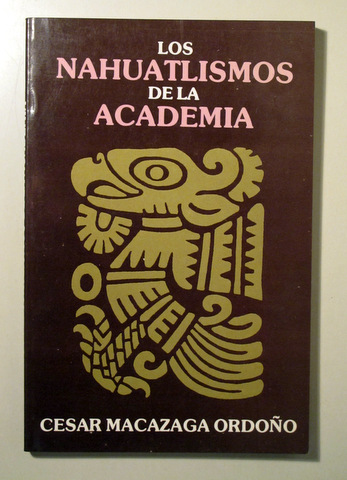 LOS
NAHUATLISMOS
DE LA
ACADEMIA
CESAR MACAZAGA ORDOÑO